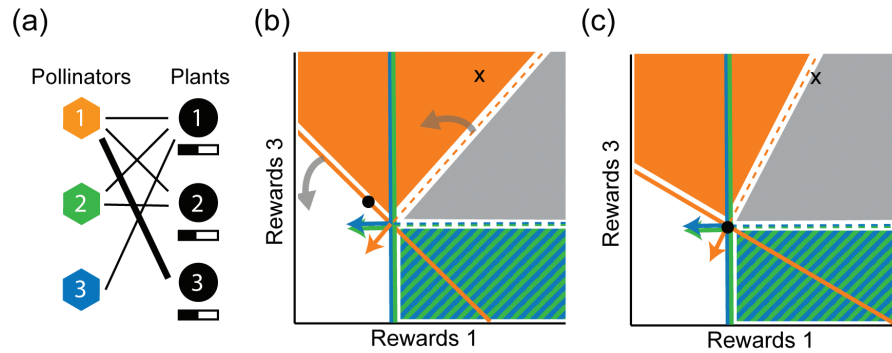 (a)
Pollinators Plants
1 1
2 2
3 3
(b)
x
Rewards 3
Rewards 1
(c)
x
Rewards 3
Rewards 1